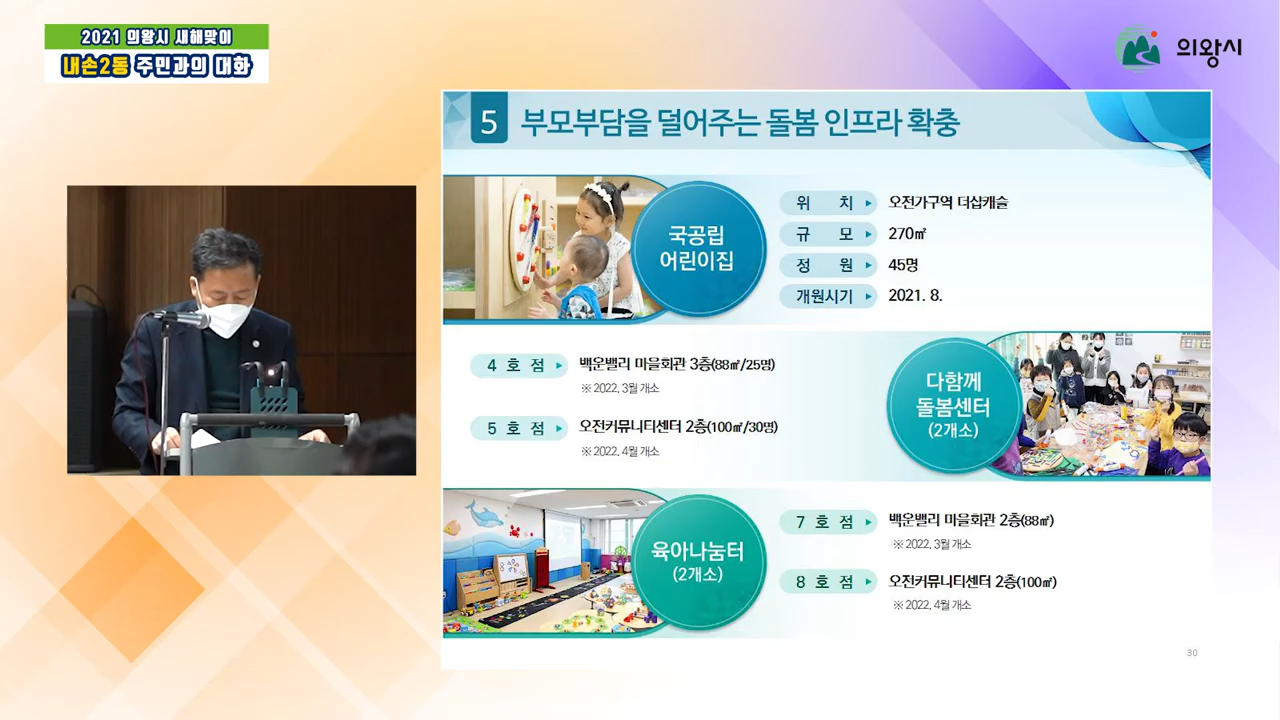 2021 의왕시 새해맞이
내손2동 주민과의 대화
의왕시
5 부모부담을 덜어주는 돌봄 인프라 확충
국공립
어린이집
위 치 오전가구역 더샵캐슬
규 모 270㎡
정 원 45명
개원시기 2021. 8.
4 호 점 백운밸리 마을회관 3층(88㎡/25명)
※ 2022. 3월 개소
5 호 점 오전커뮤니티센터 2층(100㎡/30명)
※ 2022. 4월 개소
다함께
돌봄센터
(2개소)
육아나눔터
(2개소)
7 호 점 백운밸리 마을회관 2층(88㎡)
※ 2022. 3월 개소
8 호 점 오전커뮤니티센터 2층(100㎡)
※ 2022. 4월 개소
30